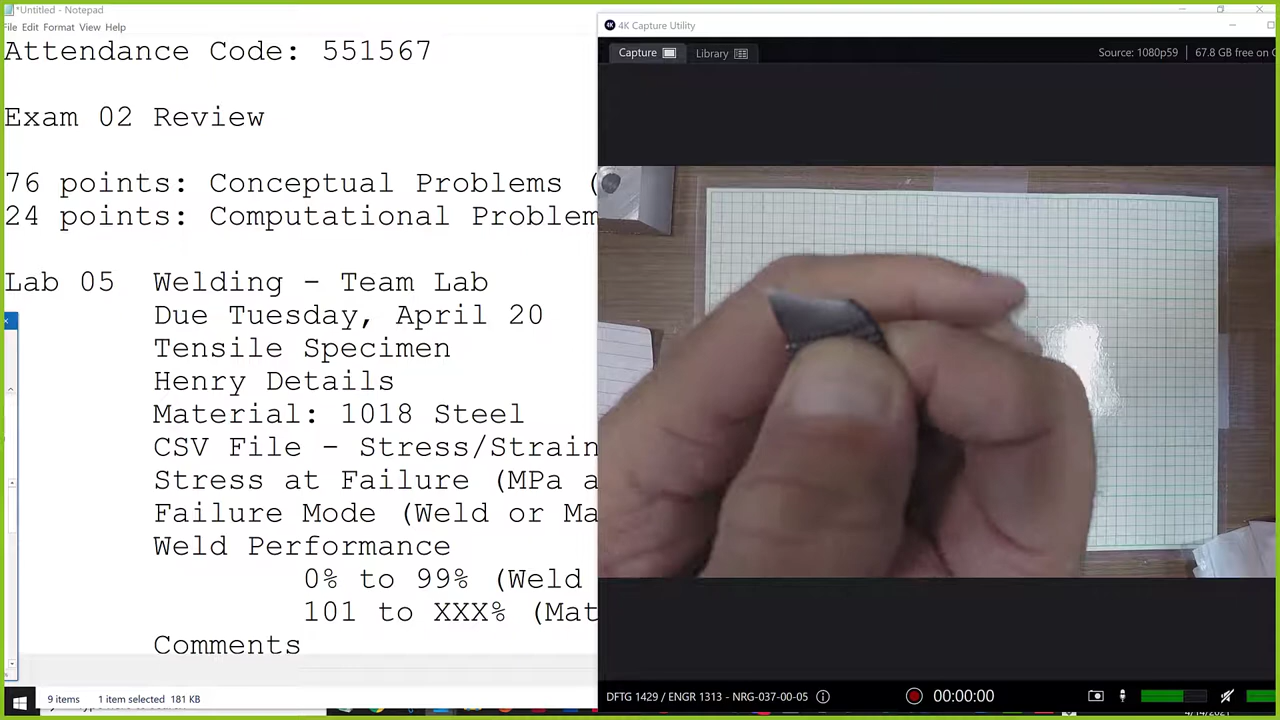 *Untitled - Notepad
File Edit Format View Help
Attendance Code: 551567
Exam 02 Review
76 points: Conceptual Problems (
24 points: Computational Problem
Lab 05 Welding - Team Lab
Due Tuesday, April 20
Tensile Specimen
Henry Details
Material: 1018 Steel
CSV File - Stress/Strain
Stress at Failure (MPa a
Failure Mode (Weld or Ma
Weld Performance
0% to 99% (Weld
101 to XXX% (Mat
Comments
9 items 1 item selected 181 KB
4K Capture Utility
Capture Library Source: 1080p59 67.8 GB free on
DFTG 1429 / ENGR 1313 - NRG-037-00-05 00:00:00